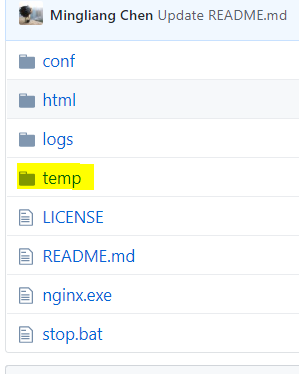 Mingliang Chen Update README.md
conf
html
logs
temp
LICENSE
README.md
nginx.exe
stop.bat